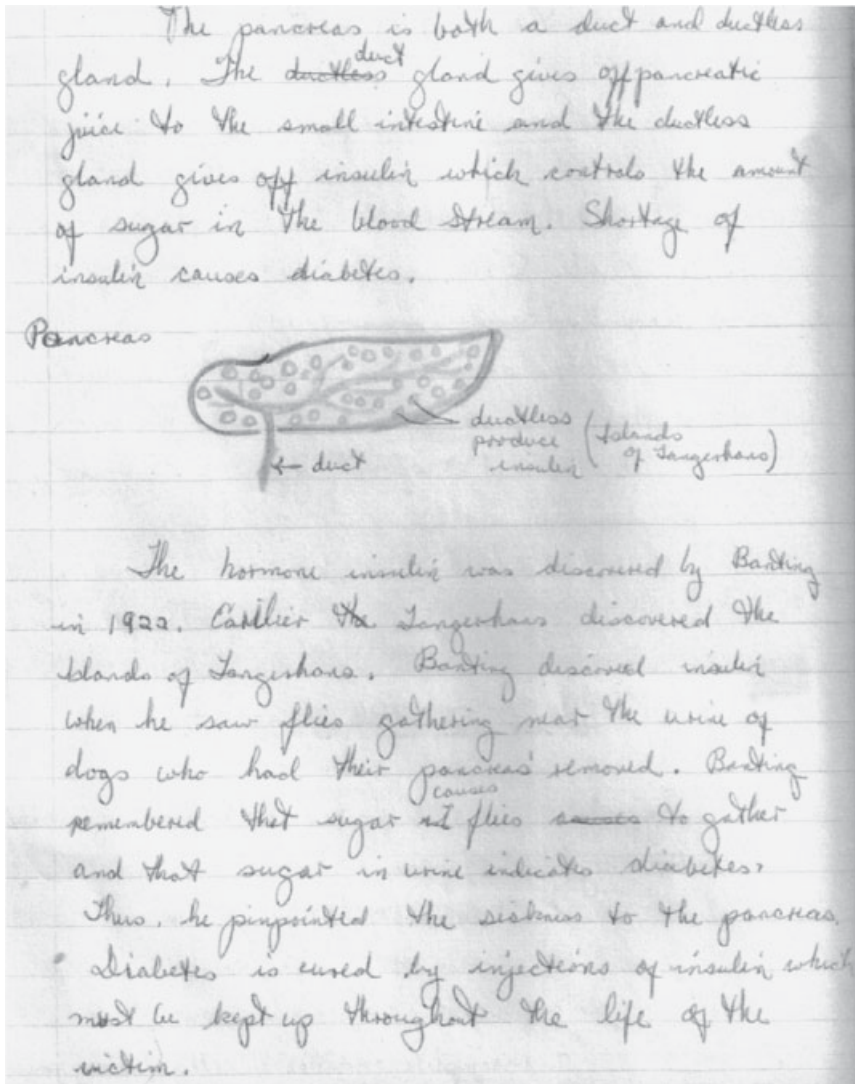 The pancreas is both a duct and ductless
duct
gland. The ductless gland gives off pancreatic
juice to the small intestine and the ductless
gland gives off insulin which controls the amount
of sugar in the blood stream. Shortage of
insulin causes diabetes.
Pancreas
ductless
produce
insulin
(Islands
of Langerhans)
← duct
The hormone insulin was discovered by Banting
in 1922. Earlier the Langerhans discovered the
Islands of Langerhans. Banting discoved insulin
when he saw flies gathering near the urine of
dogs who had their pancreas removed. Banting
causes
remembered that sugar flies causes to gather
and that sugar in urine indicates diabetes.
Thus, he pinpointed the sickness to the pancreas.
Diabetes is cured by injections of insulin which
must be kept up throughout the life of the
victim.